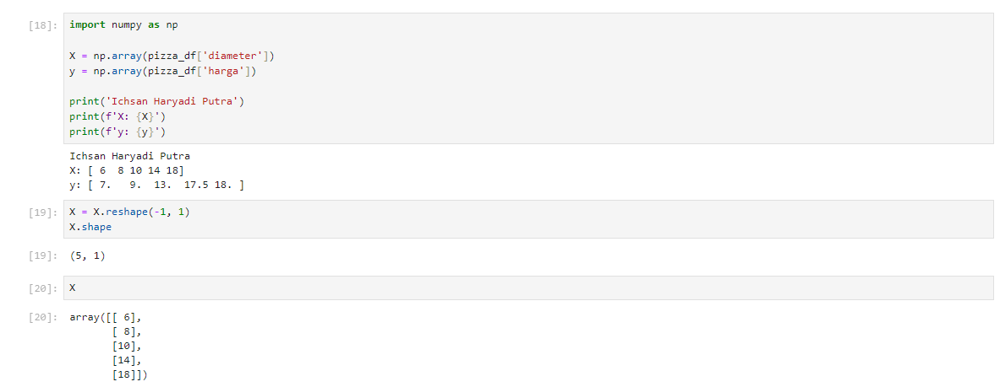 [18]: import numpy as np
X = np.array(pizza_df['diameter'])
y = np.array(pizza_df['harga'])
print('Ichsan Haryadi Putra')
print(f'X: {X}')
print(f'y: {y}')
Ichsan Haryadi Putra
X: [ 6  8 10 14 18]
y: [ 7.   9.  13.  17.5 18. ]
[19]: X = X.reshape(-1, 1)
X.shape
[19]: (5, 1)
[20]: X
[20]: array([[ 6],
[ 8],
[10],
[14],
[18]])